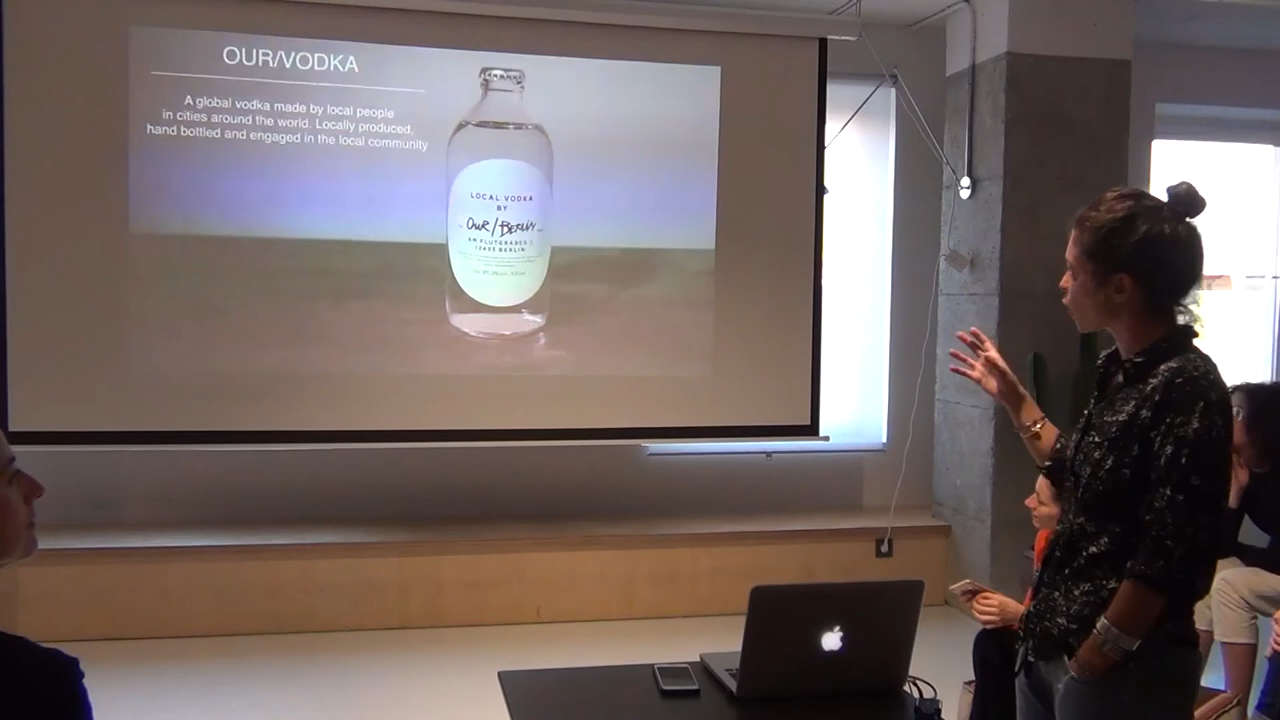 OUR/VODKA
A global vodka made by local people
in cities around the world. Locally produced,
hand bottled and engaged in the local community
LOCAL VODKA
BY
OUR/BERLIN
AM FLUTGRABEN 2
12435 BERLIN